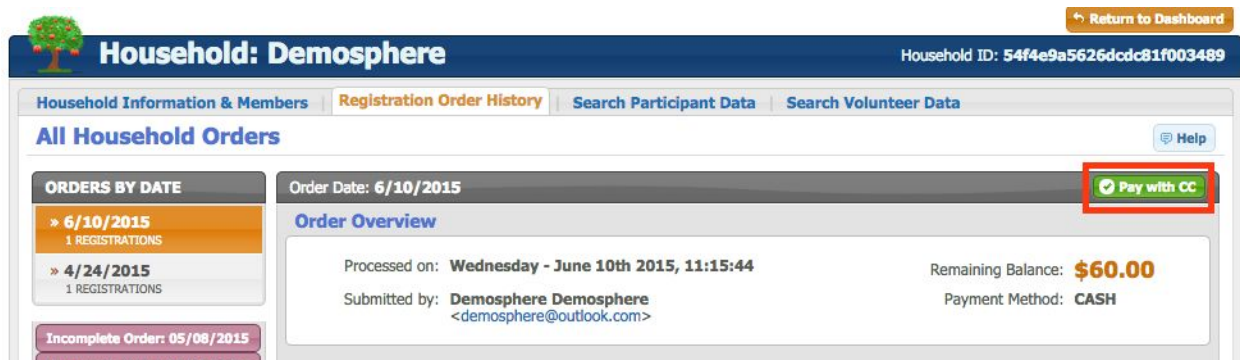 Return to Dashboard
Household: Demosphere
Household ID: 54f4e9a5626dcdc81f003489
Household Information & Members
Registration Order History
Search Participant Data
Search Volunteer Data
All Household Orders
Help
ORDERS BY DATE
» 6/10/2015
1 REGISTRATIONS
» 4/24/2015
1 REGISTRATIONS
Incomplete Order: 05/08/2015
Order Date: 6/10/2015
Pay with CC
Order Overview
Processed on: Wednesday - June 10th 2015, 11:15:44
Submitted by: Demosphere Demosphere
<demosphere@outlook.com>
Remaining Balance: $60.00
Payment Method: CASH